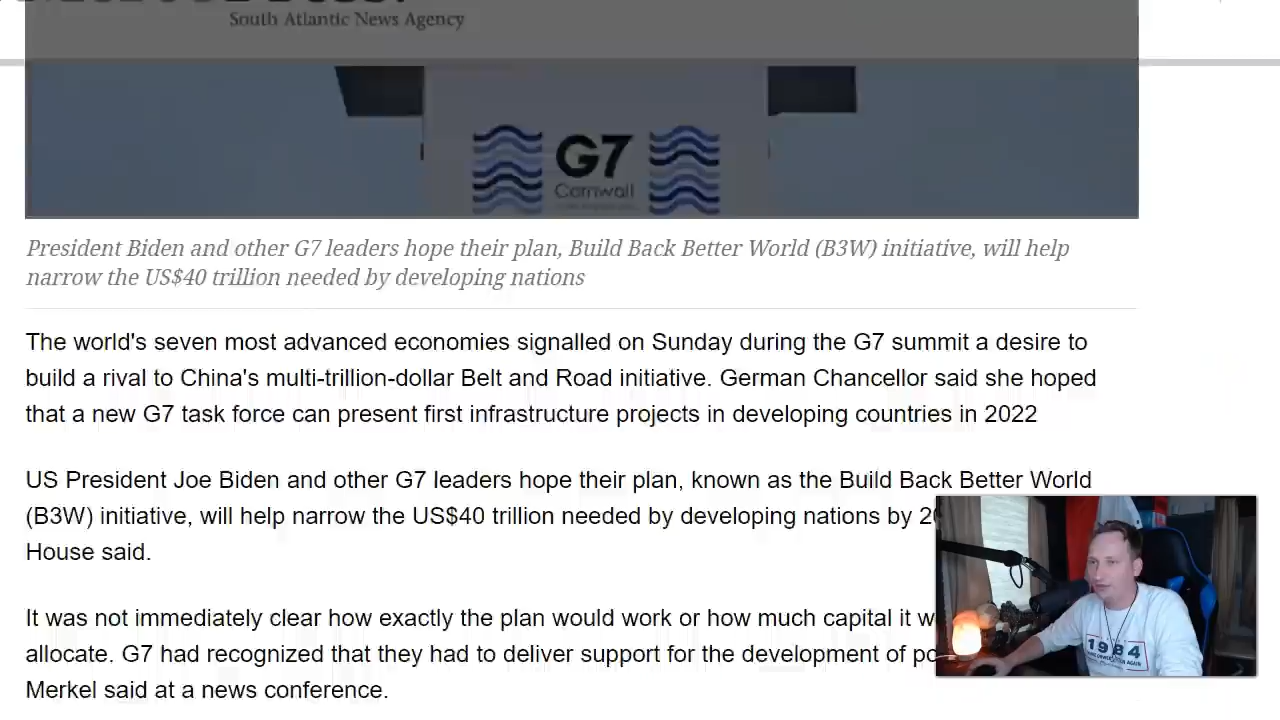 South Atlantic News Agency
G7
Cornwall
President Biden and other G7 leaders hope their plan, Build Back Better World (B3W) initiative, will help
narrow the US$40 trillion needed by developing nations
The world's seven most advanced economies signalled on Sunday during the G7 summit a desire to
build a rival to China's multi-trillion-dollar Belt and Road initiative. German Chancellor said she hoped
that a new G7 task force can present first infrastructure projects in developing countries in 2022
US President Joe Biden and other G7 leaders hope their plan, known as the Build Back Better World
(B3W) initiative, will help narrow the US$40 trillion needed by developing nations by
House said.
It was not immediately clear how exactly the plan would work or how much capital it
allocate. G7 had recognized that they had to deliver support for the development of
Merkel said at a news conference.
1984